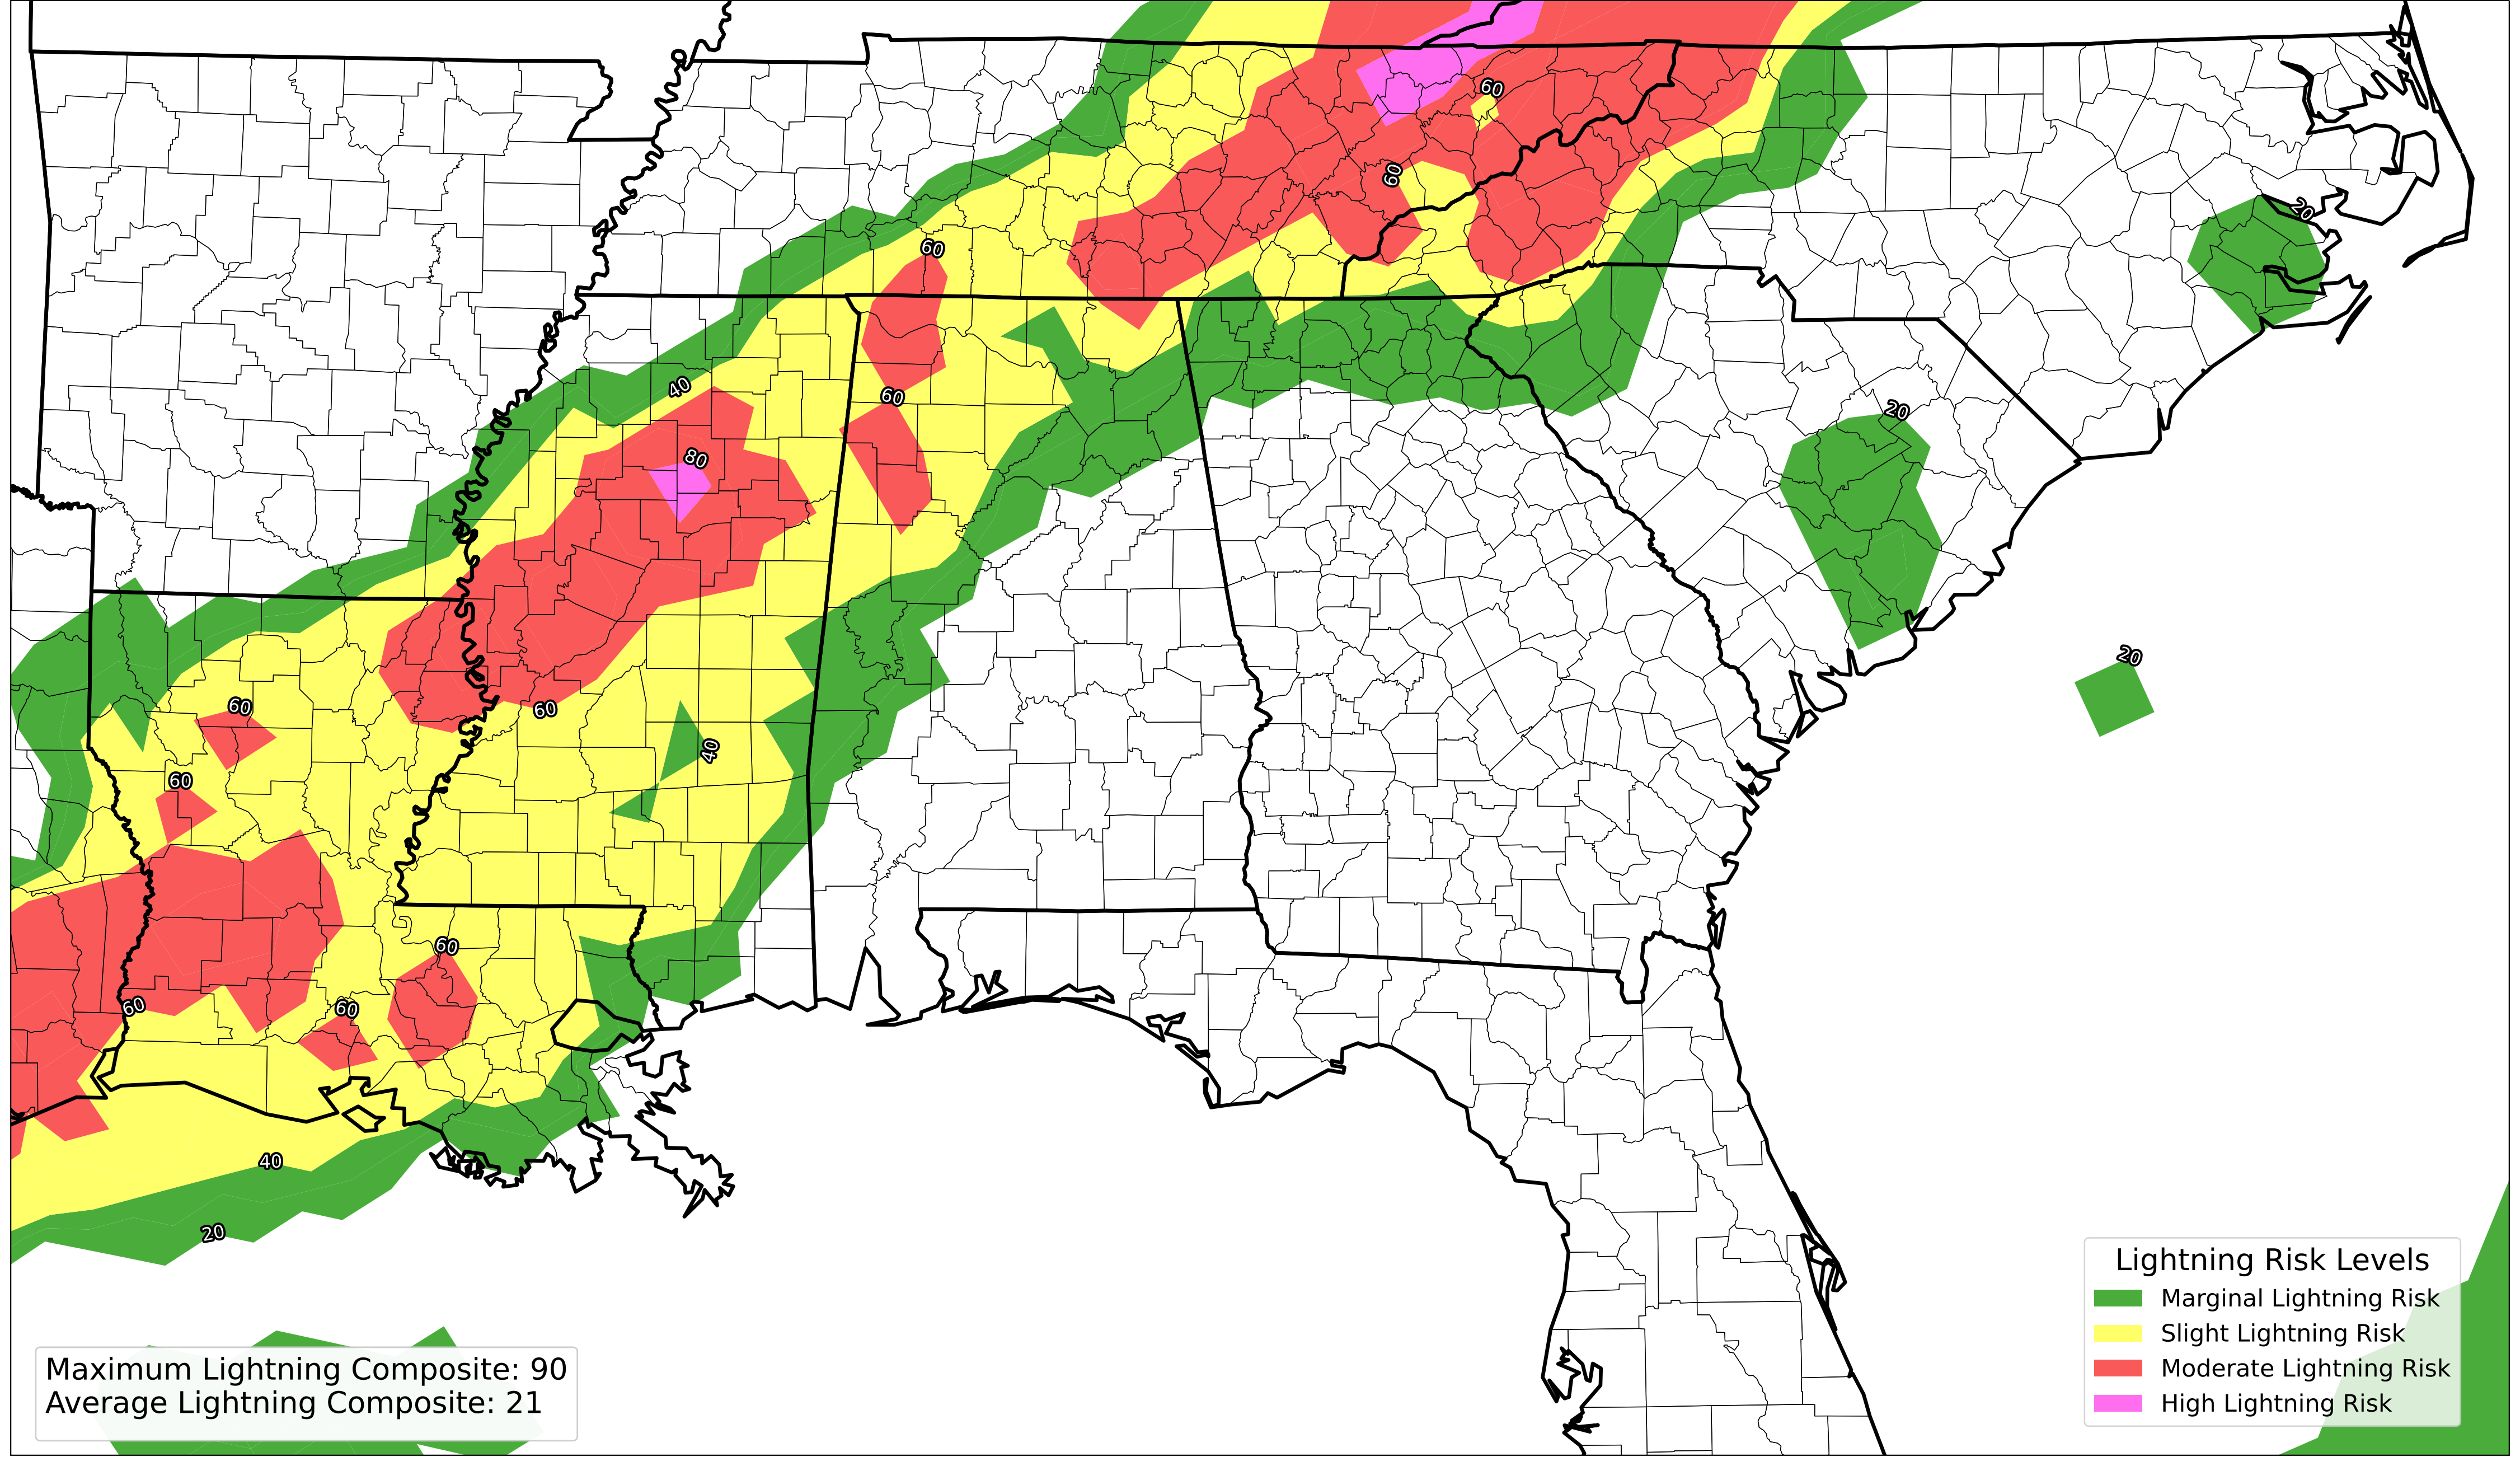 60
60
20
60
40
60
20
80
20
60
60
40
60
60
60
60
40
20
Lightning Risk Levels
Marginal Lightning Risk
Slight Lightning Risk
Moderate Lightning Risk
High Lightning Risk
Maximum Lightning Composite: 90
Average Lightning Composite: 21